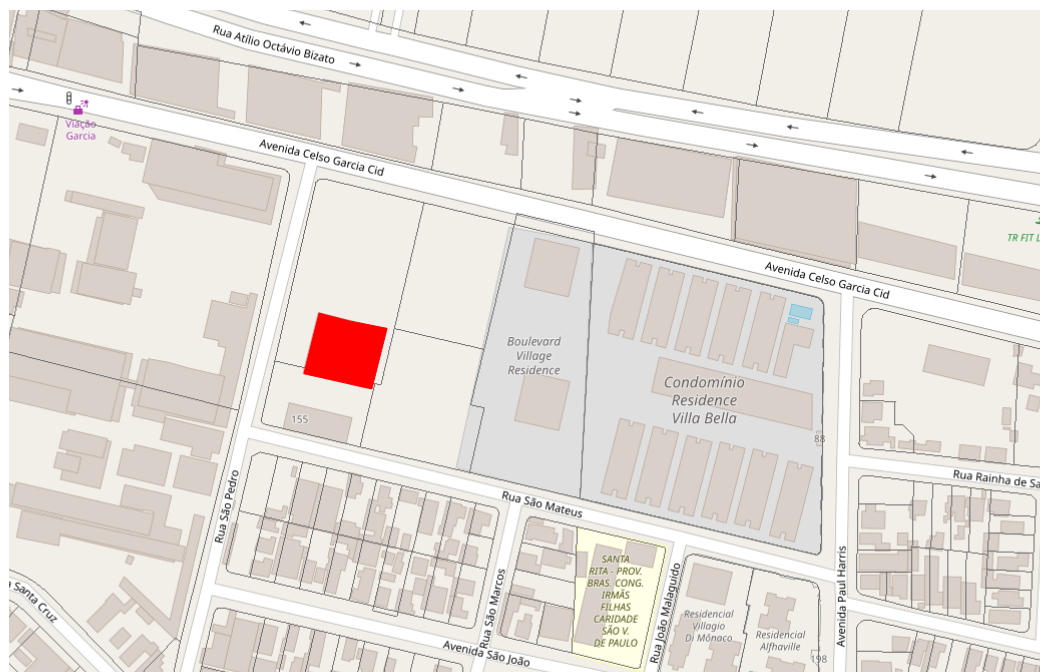 Rua Atílio Octávio Bizato
Viação
Garcia
Avenida Celso Garcia Cid
TR FIT L
Avenida Celso Garcia Cid
Boulevard
Village
Residence
Condomínio
Residence
Villa Bella
155
88
Rua São Pedro
Rua São Mateus
Rua Rainha de Sa
SANTA
RITA - PROV.
BRAS. CONG.
IRMÃS
FILHAS
CARIDADE
SÃO V.
DE PAULO
Rua São Marcos
Rua João Malaguido
Avenida Paul Harris
a Santa Cruz
Residencial
Villagio
Di Mônaco
Residencial
Alfhaville
198
Avenida São João